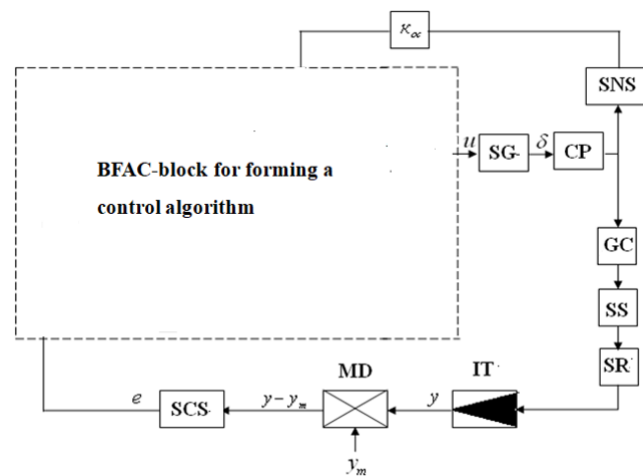 K_oc
SNS
u
SG
δ
CP
BFAC-block for forming a
control algorithm
GC
SS
SR
MD
IT
e
SCS
y − y_m
y
y_m